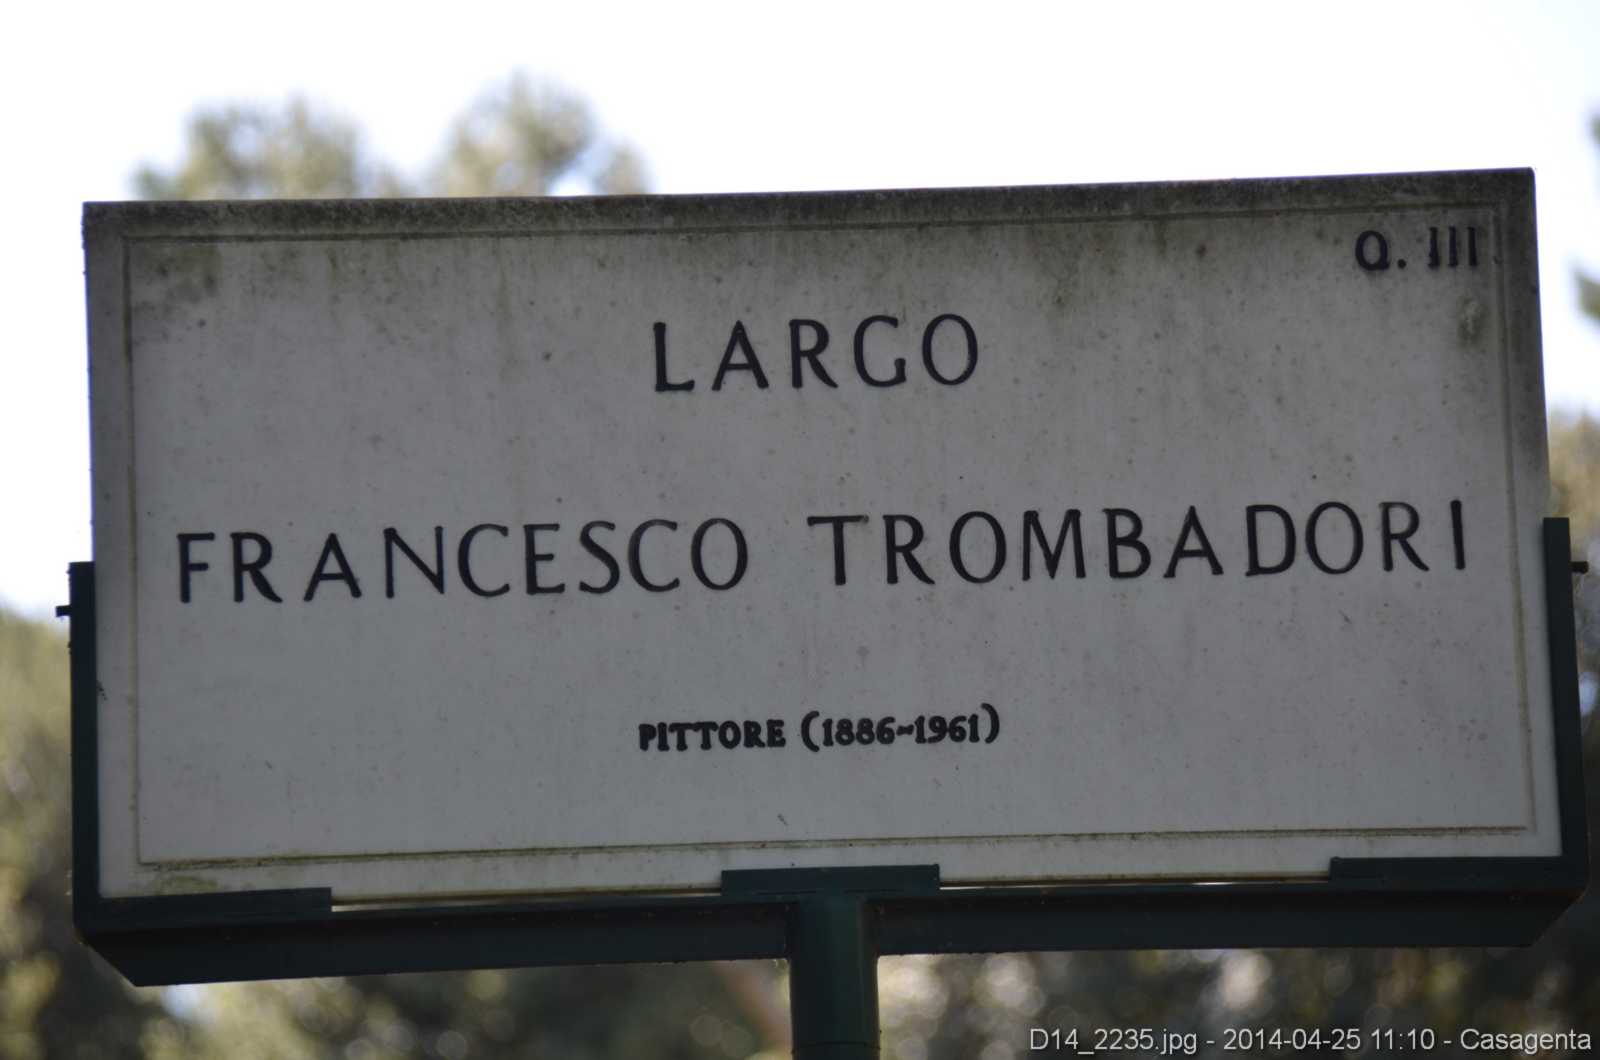 Q. III
LARGO
FRANCESCO TROMBADORI
PITTORE (1886~1961)
D14_2235.jpg - 2014-04-25 11:10 - Casagenta